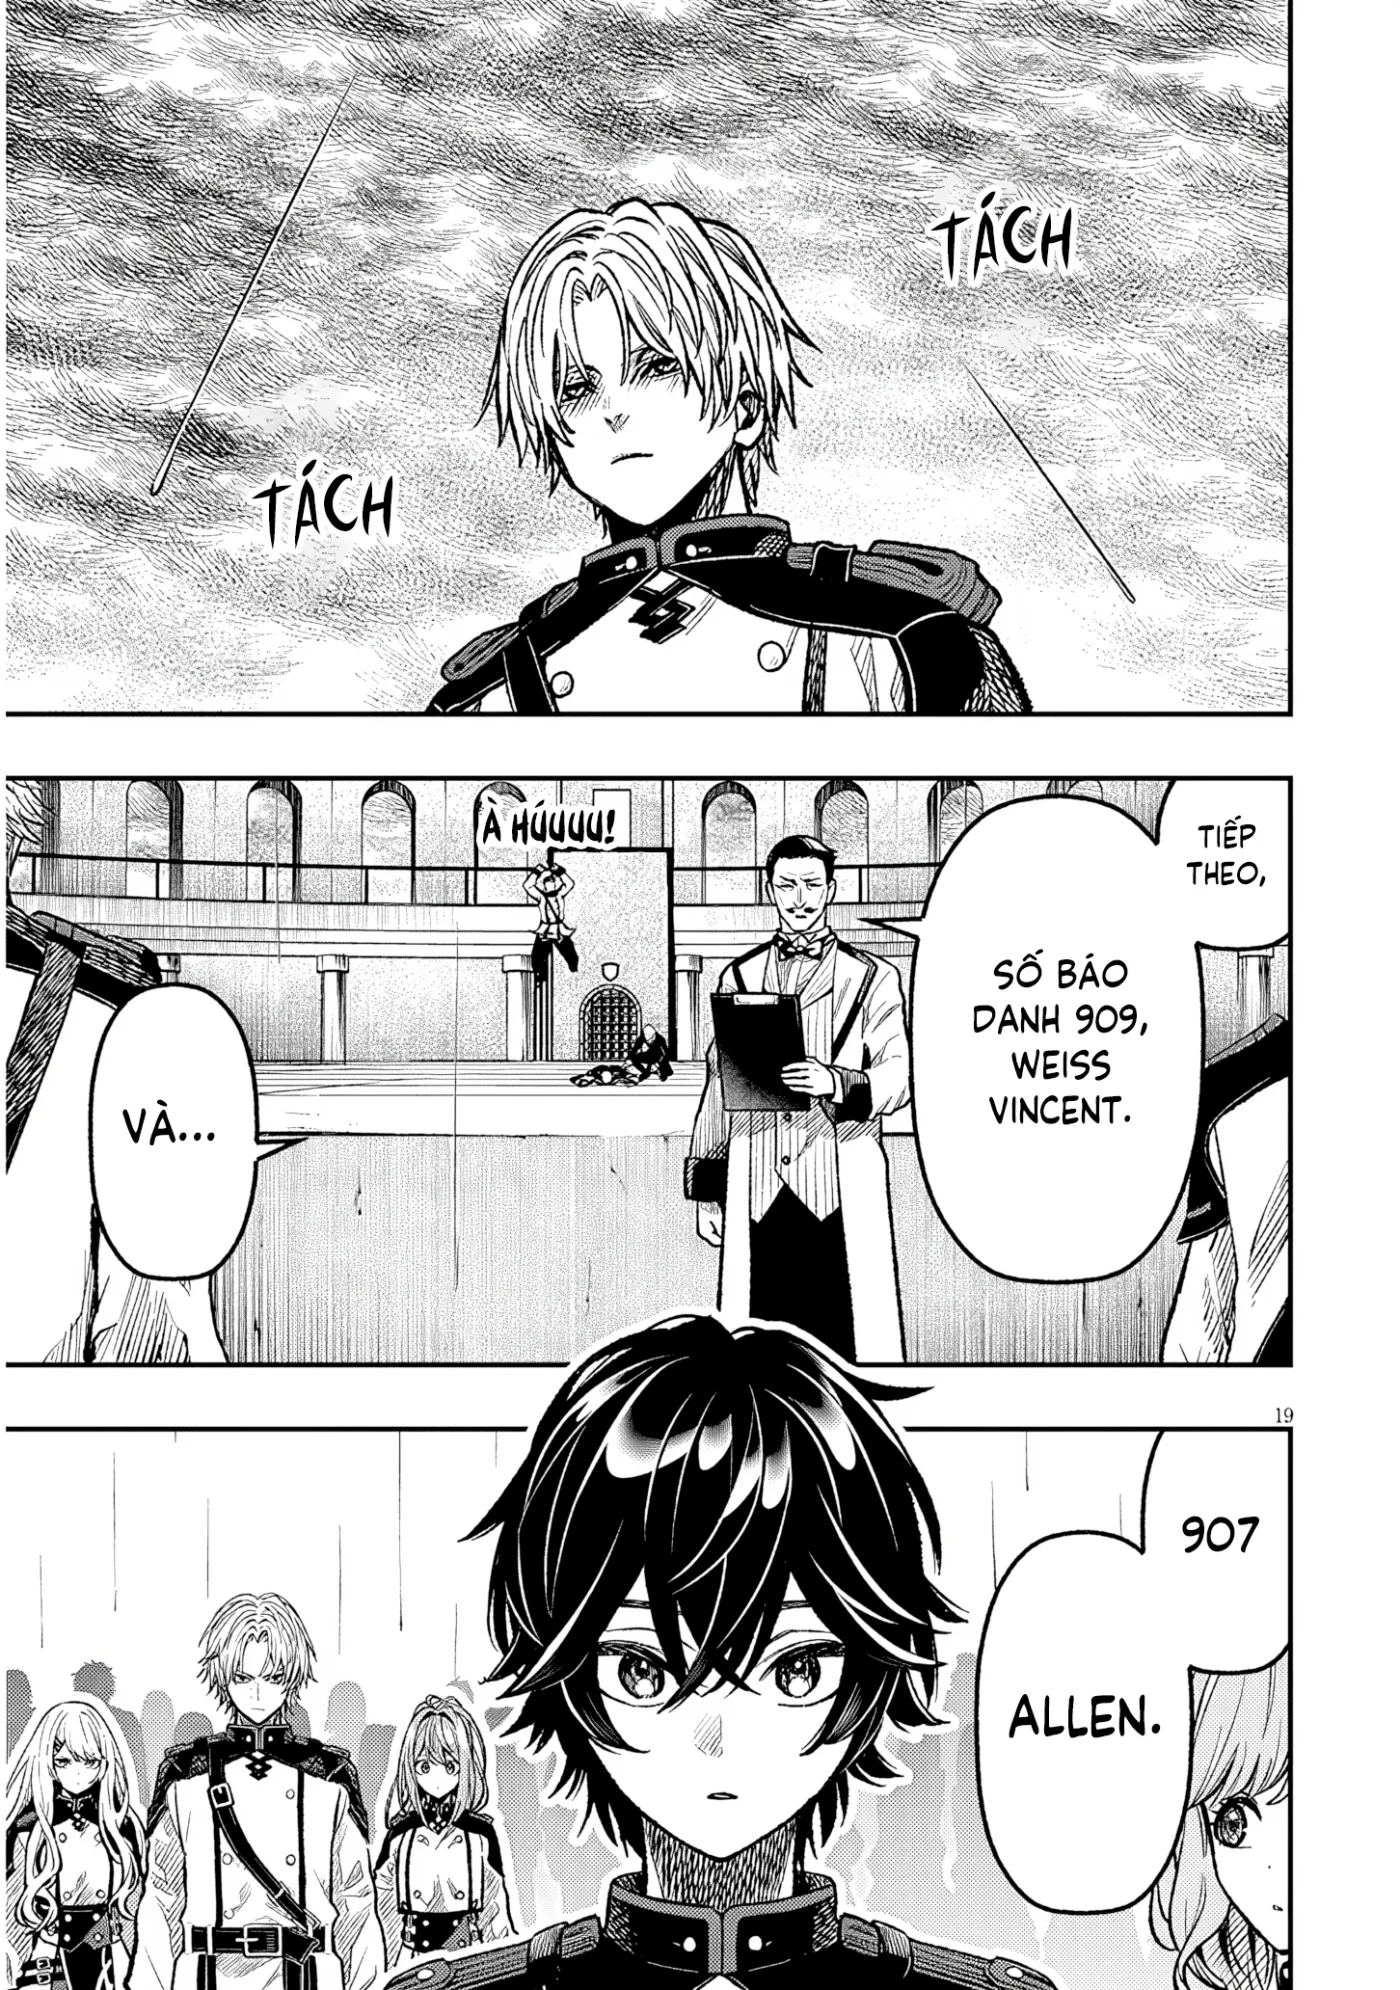 TÁCH
TÁCH
À HÚUUU!
TIẾP
THEO,
SỐ BÁO
DANH 909,
WEISS
VINCENT.
VÀ...
19
907
ALLEN.